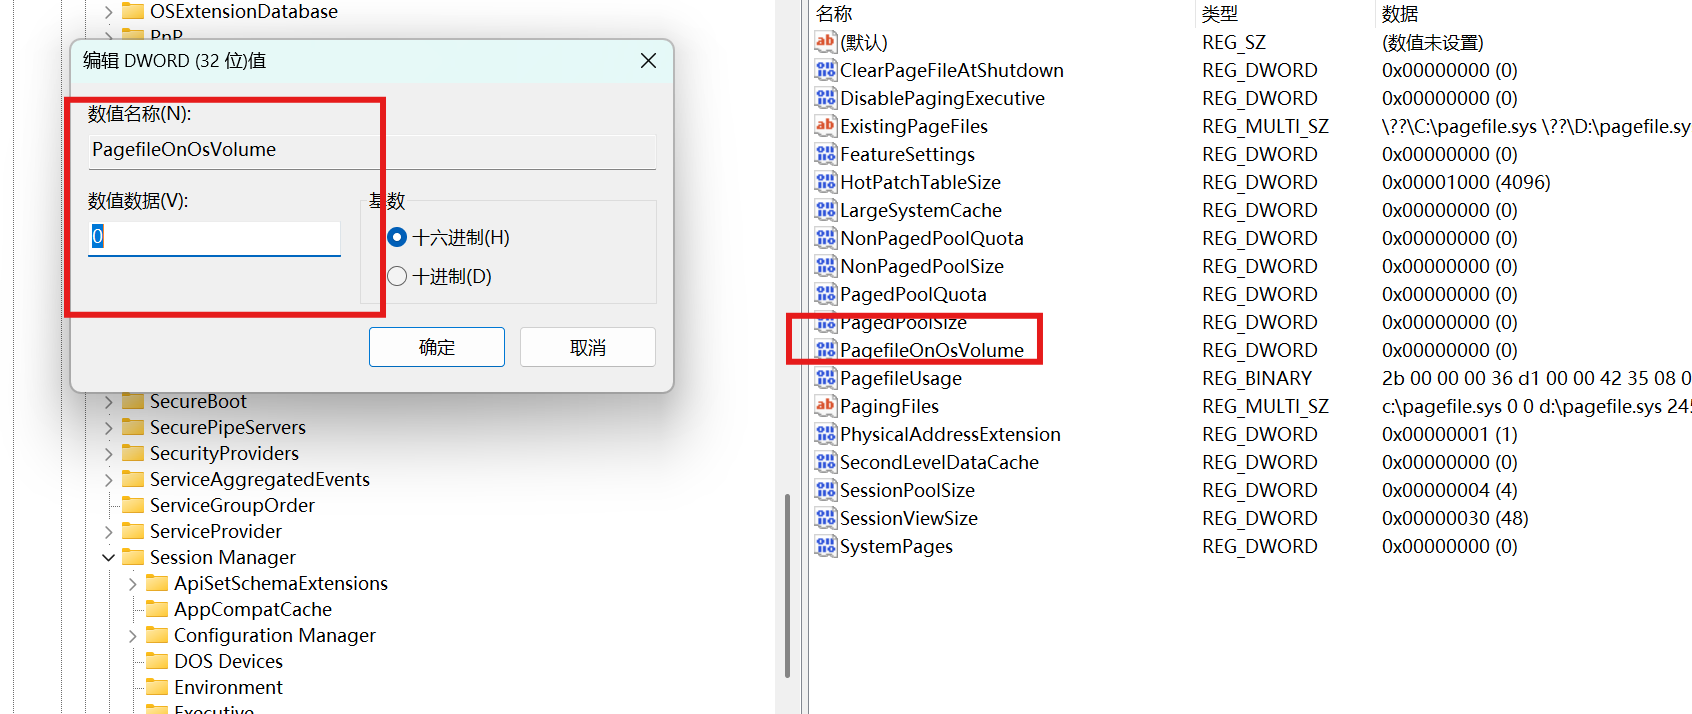 OSExtensionDatabase
PnP
编辑 DWORD (32 位)值
数值名称(N):
PagefileOnOsVolume
数值数据(V):
0
基数
十六进制(H)
十进制(D)
确定
取消
SecureBoot
SecurePipeServers
SecurityProviders
ServiceAggregatedEvents
ServiceGroupOrder
ServiceProvider
Session Manager
ApiSetSchemaExtensions
AppCompatCache
Configuration Manager
DOS Devices
Environment
Executive
名称 类型 数据
(默认) REG_SZ (数值未设置)
ClearPageFileAtShutdown REG_DWORD 0x00000000 (0)
DisablePagingExecutive REG_DWORD 0x00000000 (0)
ExistingPageFiles REG_MULTI_SZ \??\C:\pagefile.sys \??\D:\pagefile.sy
FeatureSettings REG_DWORD 0x00000000 (0)
HotPatchTableSize REG_DWORD 0x00001000 (4096)
LargeSystemCache REG_DWORD 0x00000000 (0)
NonPagedPoolQuota REG_DWORD 0x00000000 (0)
NonPagedPoolSize REG_DWORD 0x00000000 (0)
PagedPoolQuota REG_DWORD 0x00000000 (0)
PagedPoolSize REG_DWORD 0x00000000 (0)
PagefileOnOsVolume REG_DWORD 0x00000000 (0)
PagefileUsage REG_BINARY 2b 00 00 00 36 d1 00 00 42 35 08 0
PagingFiles REG_MULTI_SZ c:\pagefile.sys 0 0 d:\pagefile.sys 245
PhysicalAddressExtension REG_DWORD 0x00000001 (1)
SecondLevelDataCache REG_DWORD 0x00000000 (0)
SessionPoolSize REG_DWORD 0x00000004 (4)
SessionViewSize REG_DWORD 0x00000030 (48)
SystemPages REG_DWORD 0x00000000 (0)